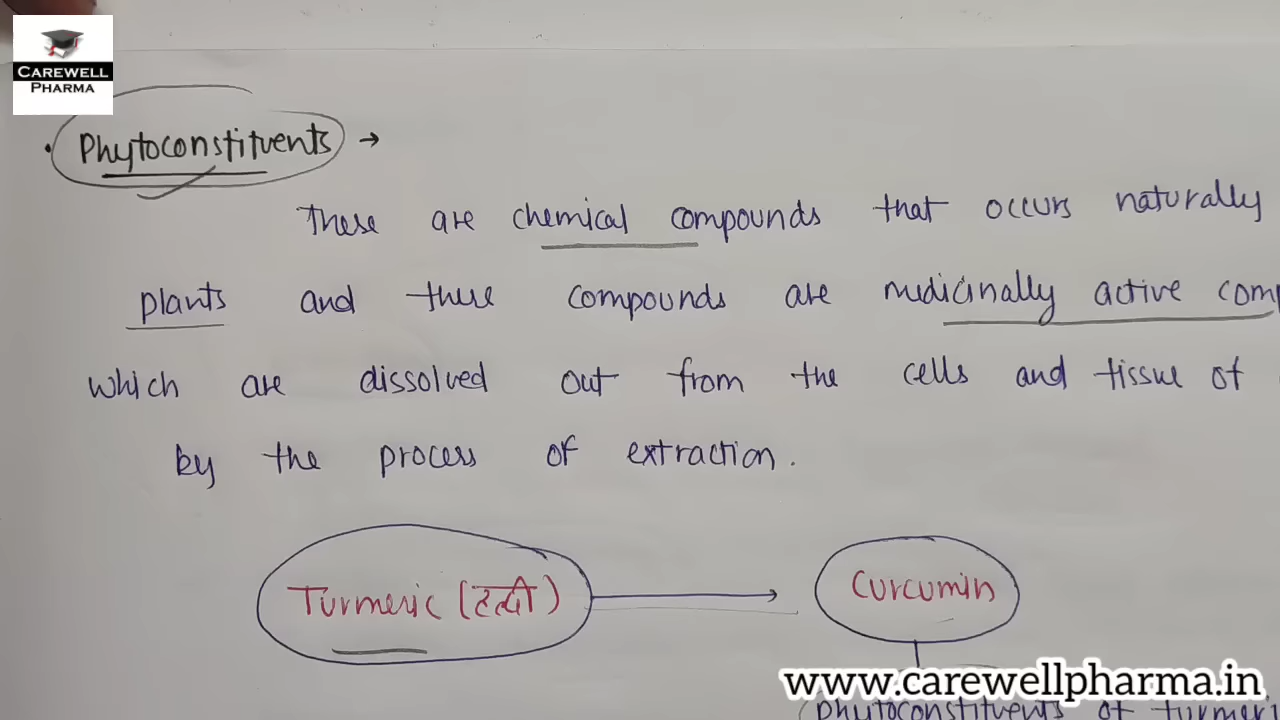 CAREWELL
PHARMA
• Phytoconstituents →
These are chemical compounds that occurs naturally
plants and these compounds are medicinally active
which are dissolved out from the cells and tissue of
by the process of extraction.
Turmeric (हल्दी)
Curcumin
www.carewellpharma.in
Phytoconstituents of